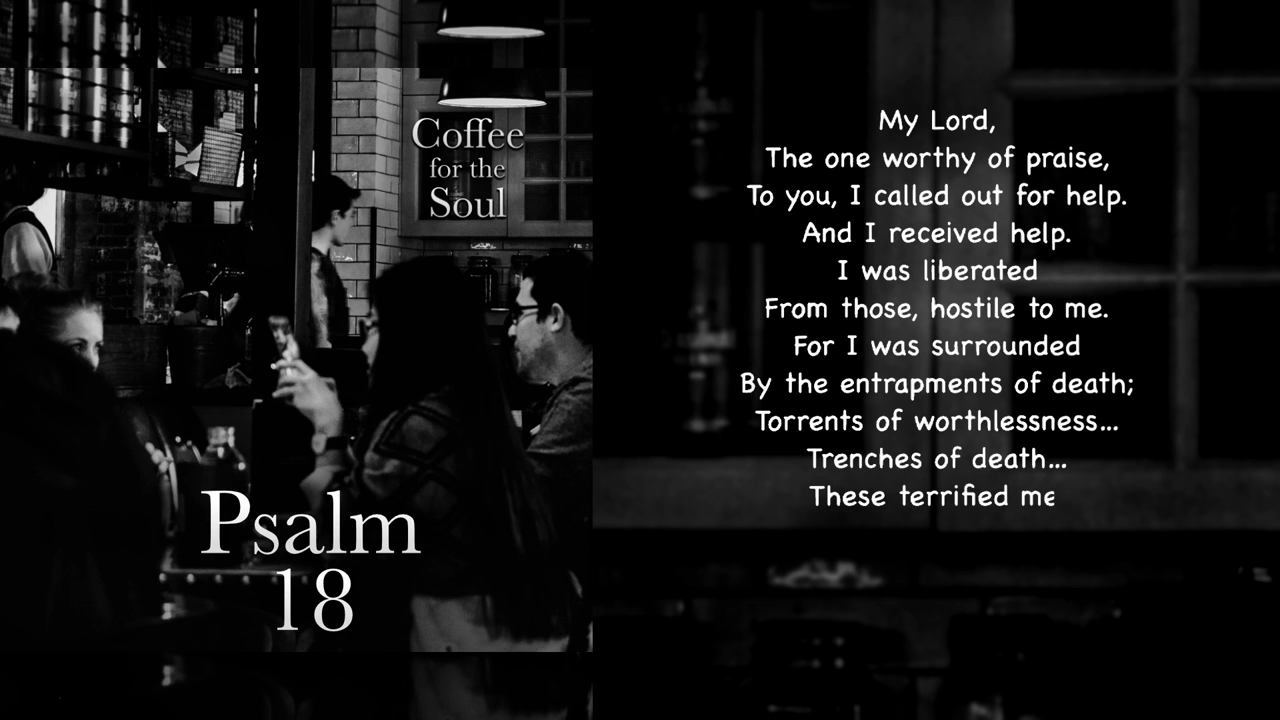 Coffee
for the
Soul
Psalm
18
My Lord,
The one worthy of praise,
To you, I called out for help.
And I received help.
I was liberated
From those, hostile to me.
For I was surrounded
By the entrapments of death;
Torrents of worthlessness...
Trenches of death...
These terrified me